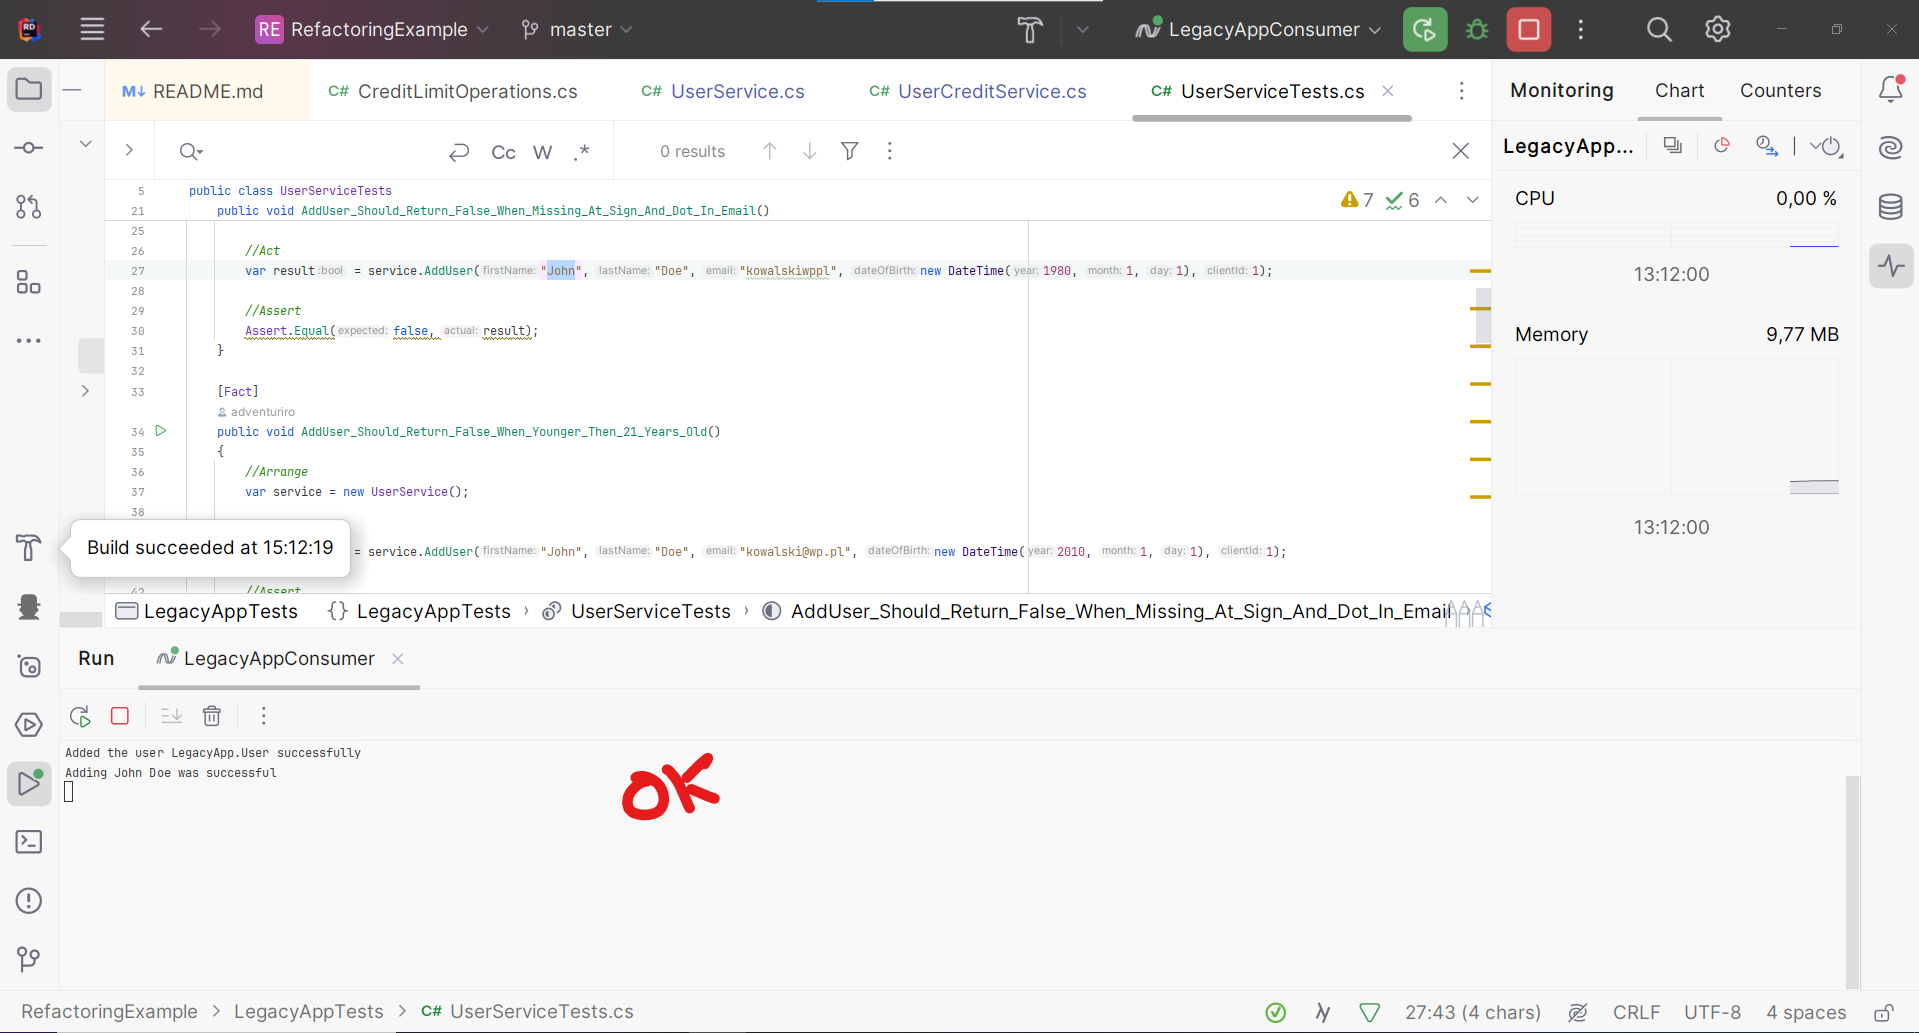 RD
RE RefactoringExample master LegacyAppConsumer
M↓ README.md C# CreditLimitOperations.cs C# UserService.cs C# UserCreditService.cs C# UserServiceTests.cs
Cc W .* 0 results
5 public class UserServiceTests
21 public void AddUser_Should_Return_False_When_Missing_At_Sign_And_Dot_In_Email()
7 6
25
26 //Act
27 var result :bool = service.AddUser( firstName: "John", lastName: "Doe", email: "kowalskiwppl", dateOfBirth: new DateTime( year: 1980, month: 1, day: 1), clientId: 1);
28
29 //Assert
30 Assert.Equal( expected: false, actual: result);
31 }
32
33 [Fact]
adventuriro
34 public void AddUser_Should_Return_False_When_Younger_Then_21_Years_Old()
35 {
36 //Arrange
37 var service = new UserService();
38
= service.AddUser( firstName: "John", lastName: "Doe", email: "kowalski@wp.pl", dateOfBirth: new DateTime( year: 2010, month: 1, day: 1), clientId: 1);
42 //Assert
Build succeeded at 15:12:19
LegacyAppTests {} LegacyAppTests › UserServiceTests › AddUser_Should_Return_False_When_Missing_At_Sign_And_Dot_In_Email
Monitoring Chart Counters
LegacyApp...
CPU 0,00 %
13:12:00
Memory 9,77 MB
13:12:00
Run LegacyAppConsumer
Added the user LegacyApp.User successfully
Adding John Doe was successful
OK
RefactoringExample > LegacyAppTests > C# UserServiceTests.cs
27:43 (4 chars) CRLF UTF-8 4 spaces